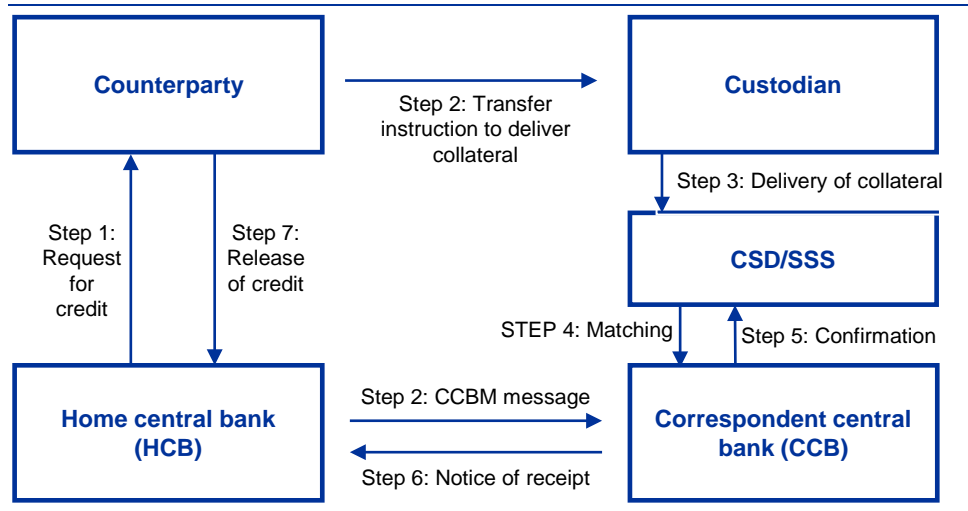 Counterparty
Custodian
Step 2: Transfer
instruction to deliver
collateral
Step 3: Delivery of collateral
Step 1:
Request
for
credit
Step 7:
Release
of credit
CSD/SSS
STEP 4: Matching
Step 5: Confirmation
Home central bank
(HCB)
Step 2: CCBM message
Step 6: Notice of receipt
Correspondent central
bank (CCB)